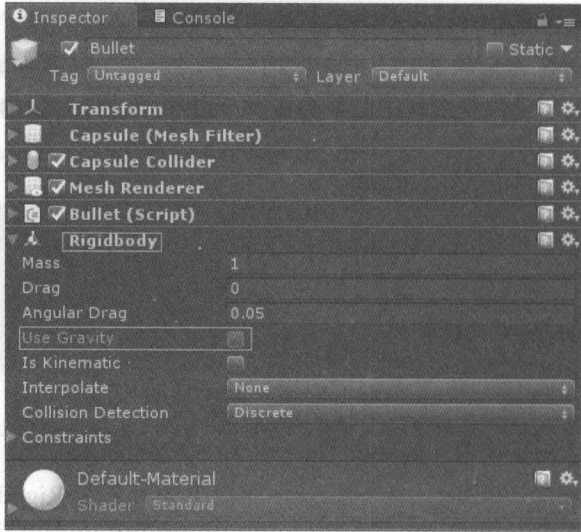 Inspector Console
Bullet Static
Tag Untagged Layer Default
Transform
Capsule (Mesh Filter)
Capsule Collider
Mesh Renderer
Bullet (Script)
Rigidbody
Mass 1
Drag 0
Angular Drag 0.05
Use Gravity
Is Kinematic
Interpolate None
Collision Detection Discrete
Constraints
Default-Material
Shader Standard